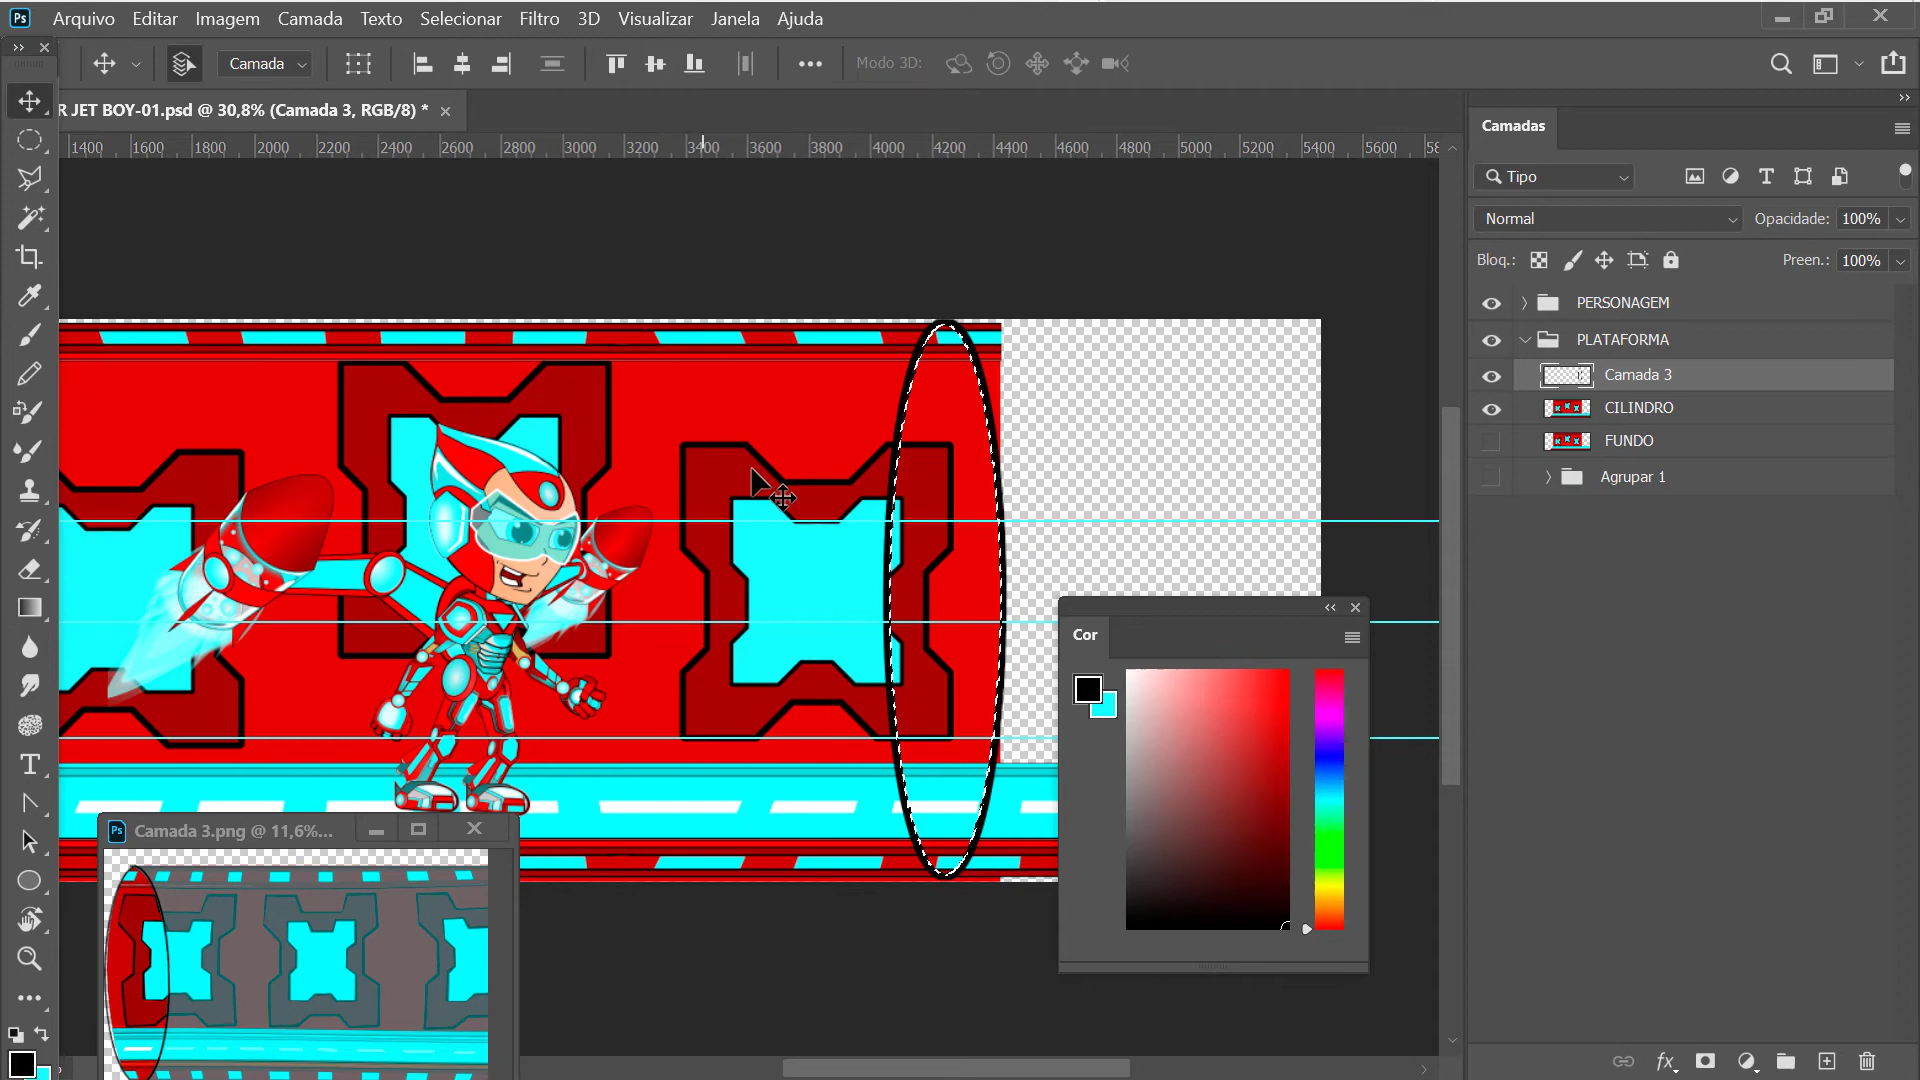 Ps Arquivo Editar Imagem Camada Texto Selecionar Filtro 3D Visualizar Janela Ajuda
Camada Modo 3D:
R JET BOY-01.psd @ 30,8% (Camada 3, RGB/8) *
1400 1600 1800 2000 2200 2400 2600 2800 3000 3200 3400 3600 3800 4000 4200 4400 4600 4800 5000 5200 5400 5600 58
Camadas
Tipo
Normal Opacidade: 100%
Bloq.: Preen.: 100%
PERSONAGEM
PLATAFORMA
Camada 3
CILINDRO
FUNDO
Agrupar 1
Cor
Ps Camada 3.png @ 11,6%...
fx